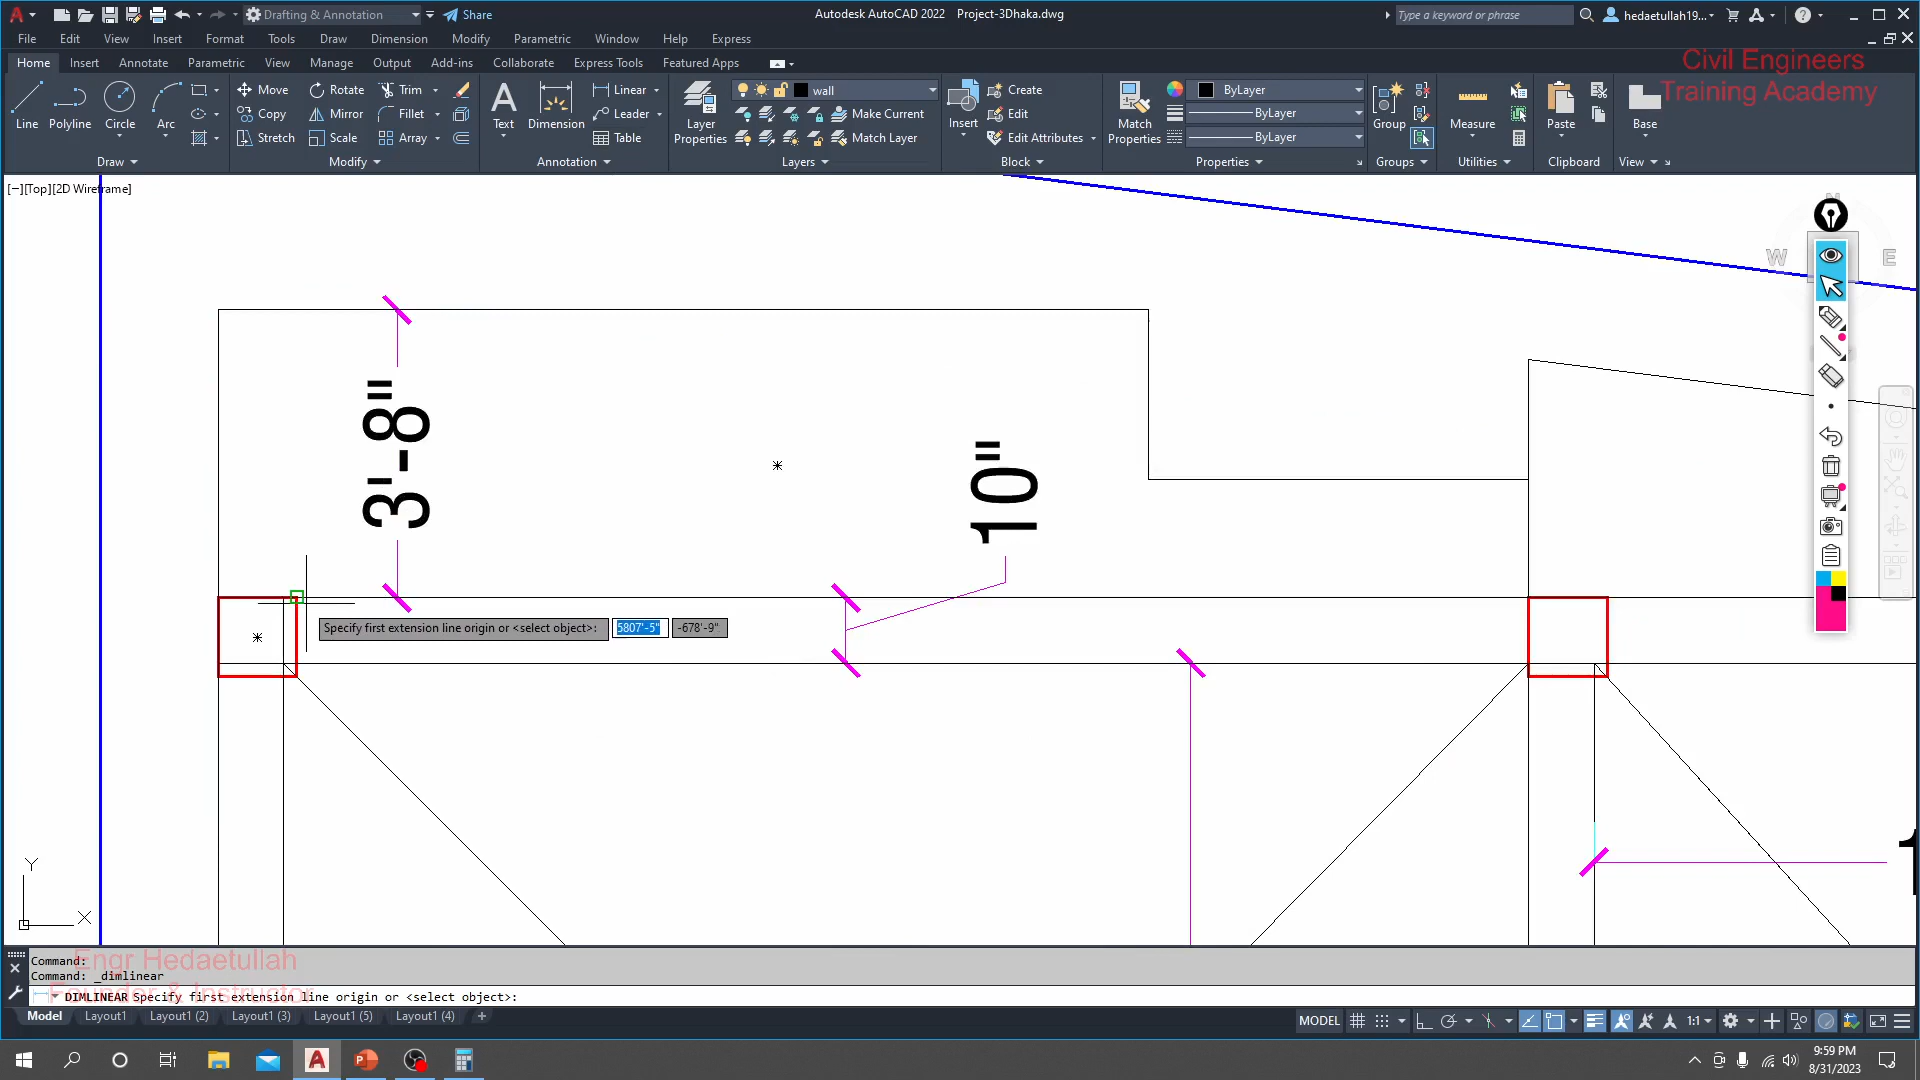 Drafting & Annotation
Share
Autodesk AutoCAD 2022 Project-3Dhaka.dwg
Type a keyword or phrase
hedaetullah19...
File Edit View Insert Format Tools Draw Dimension Modify Parametric Window Help Express
Home Insert Annotate Parametric View Manage Output Add-ins Collaborate Express Tools Featured Apps
Civil Engineers
Training Academy
Line Polyline Circle Arc
Move Rotate Trim
Copy Mirror Fillet
Stretch Scale Array
Text Dimension
Linear
Leader
Table
Layer
Properties
wall
Make Current
Match Layer
Insert
Create
Edit
Edit Attributes
Match
Properties
ByLayer
ByLayer
ByLayer
Group
Measure
Paste
Base
Draw Modify Annotation Layers Block Properties Groups Utilities Clipboard View
[−][Top][2D Wireframe]
N
W E
3'-8"
10"
Specify first extension line origin or <select object>: 5807'-5" -678'-9"
1
Y
X
Command:
Command: _dimlinear
Engr Hedaetullah
Founder & Instructor
DIMLINEAR Specify first extension line origin or <select object>:
Model Layout1 Layout1 (2) Layout1 (3) Layout1 (5) Layout1 (4) +
MODEL 1:1
9:59 PM
8/31/2023